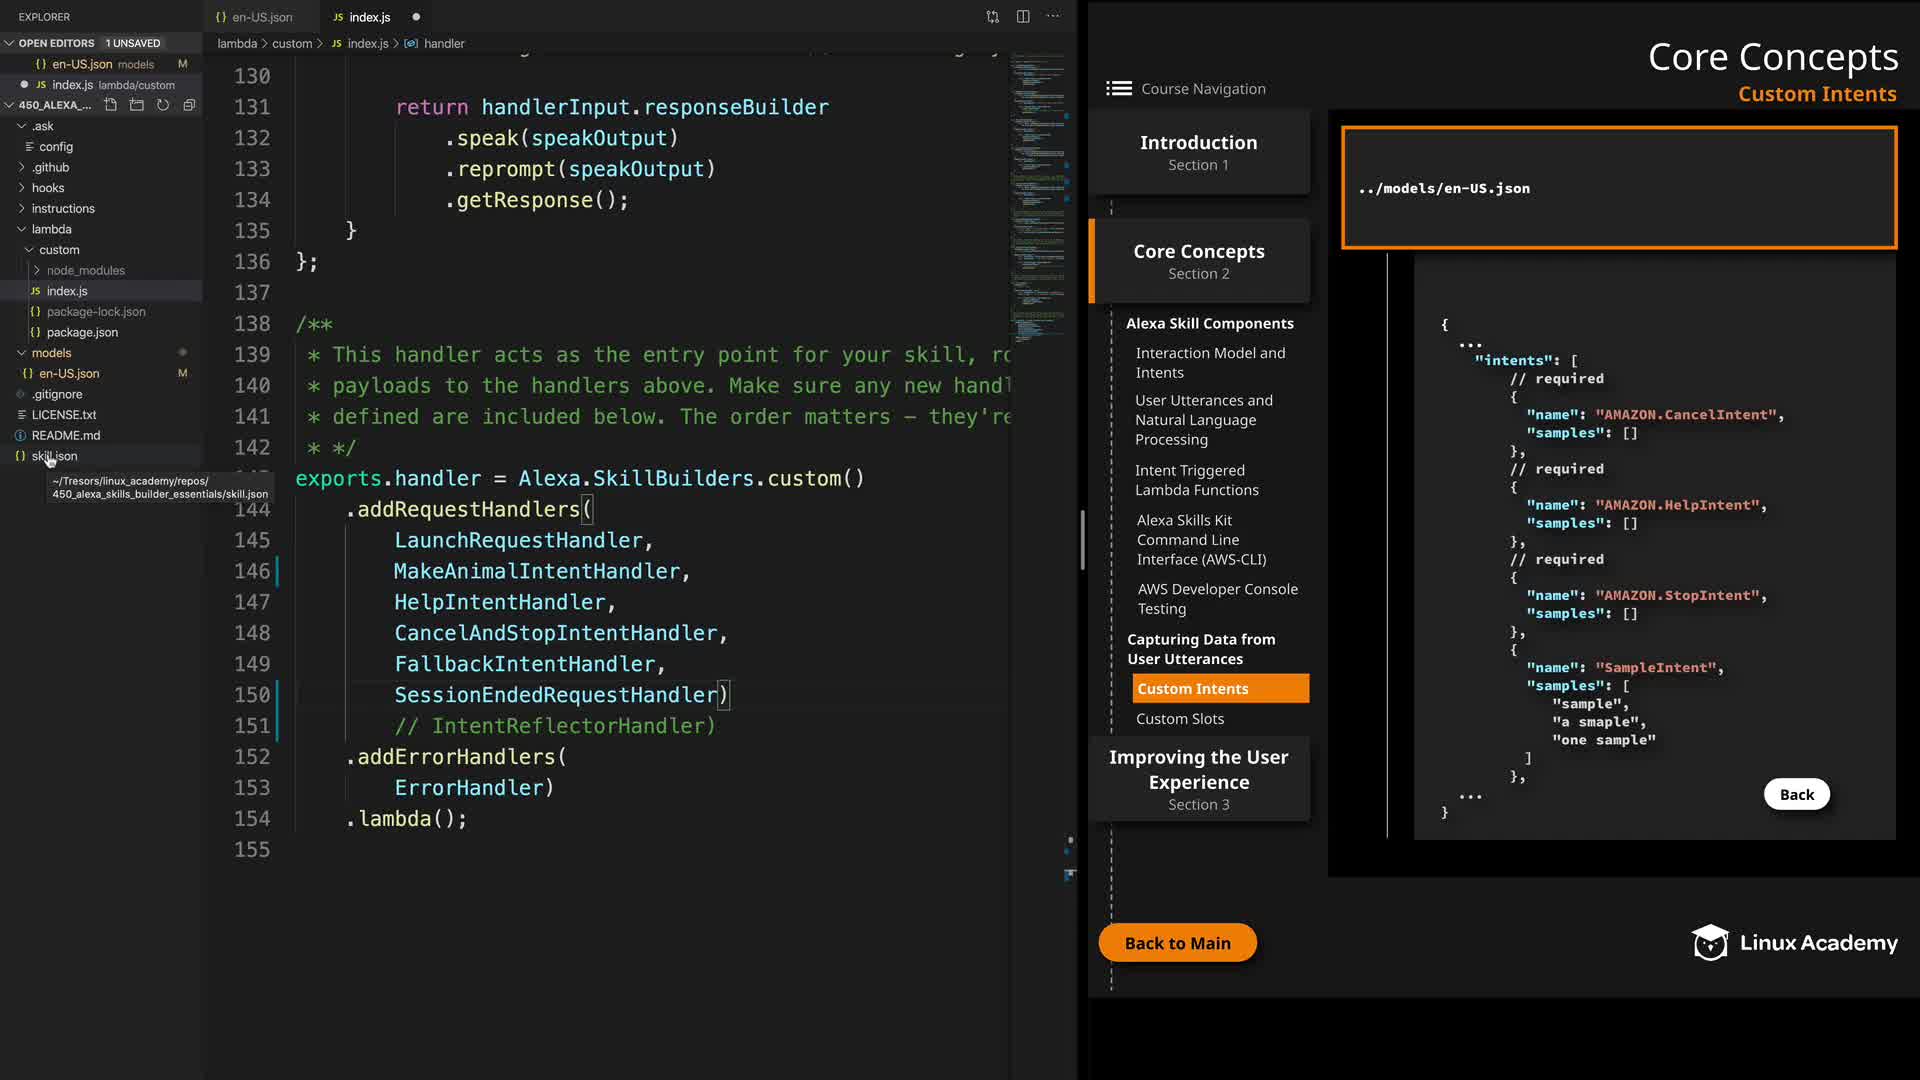 EXPLORER
OPEN EDITORS 1 UNSAVED
en-US.json models M
index.js lambda/custom
450_ALEXA_...
.ask
config
.github
hooks
instructions
lambda
custom
node_modules
index.js
package-lock.json
package.json
models
en-US.json M
.gitignore
LICENSE.txt
README.md
skill.json
~/Tresors/linux_academy/repos/
450_alexa_skills_builder_essentials/skill.json
en-US.json
JS index.js
lambda > custom > JS index.js > handler
130
131 return handlerInput.responseBuilder
132 .speak(speakOutput)
133 .reprompt(speakOutput)
134 .getResponse();
135 }
136 };
137
138 /**
139 * This handler acts as the entry point for your skill, ro
140 * payloads to the handlers above. Make sure any new handl
141 * defined are included below. The order matters – they're
142 * */
exports.handler = Alexa.SkillBuilders.custom()
144 .addRequestHandlers(
145 LaunchRequestHandler,
146 MakeAnimalIntentHandler,
147 HelpIntentHandler,
148 CancelAndStopIntentHandler,
149 FallbackIntentHandler,
150 SessionEndedRequestHandler)
151 // IntentReflectorHandler)
152 .addErrorHandlers(
153 ErrorHandler)
154 .lambda();
155
Core Concepts
Custom Intents
Course Navigation
Introduction
Section 1
Core Concepts
Section 2
Alexa Skill Components
Interaction Model and
Intents
User Utterances and
Natural Language
Processing
Intent Triggered
Lambda Functions
Alexa Skills Kit
Command Line
Interface (AWS-CLI)
AWS Developer Console
Testing
Capturing Data from
User Utterances
Custom Intents
Custom Slots
Improving the User
Experience
Section 3
Back to Main
../models/en-US.json
{
...
"intents": [
// required
{
"name": "AMAZON.CancelIntent",
"samples": []
},
// required
{
"name": "AMAZON.HelpIntent",
"samples": []
},
// required
{
"name": "AMAZON.StopIntent",
"samples": []
},
{
"name": "SampleIntent",
"samples": [
"sample",
"a smaple",
"one sample"
]
},
...
}
Back
Linux Academy